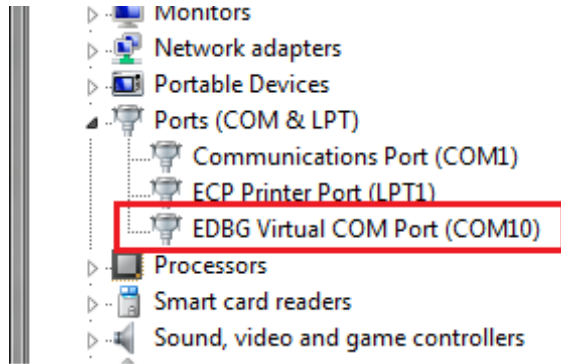 Monitors
Network adapters
Portable Devices
Ports (COM & LPT)
Communications Port (COM1)
ECP Printer Port (LPT1)
EDBG Virtual COM Port (COM10)
Processors
Smart card readers
Sound, video and game controllers